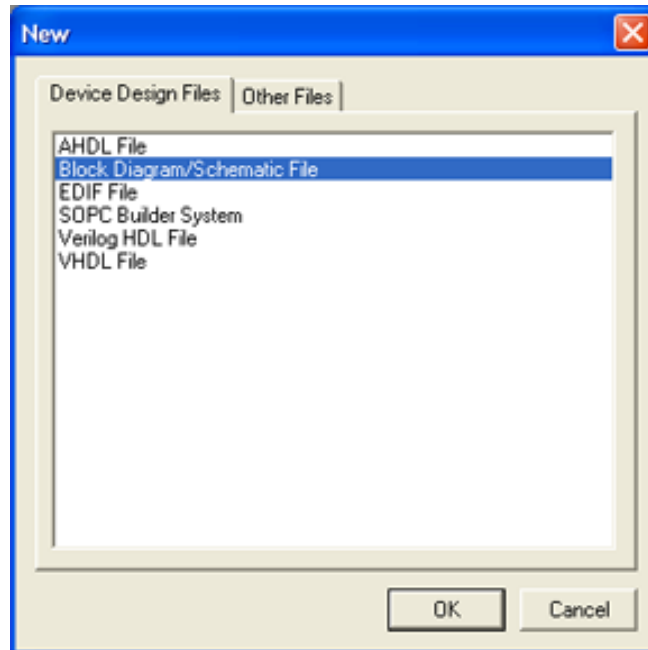 New
Device Design Files Other Files
AHDL File
Block Diagram/Schematic File
EDIF File
SOPC Builder System
Verilog HDL File
VHDL File
OK Cancel